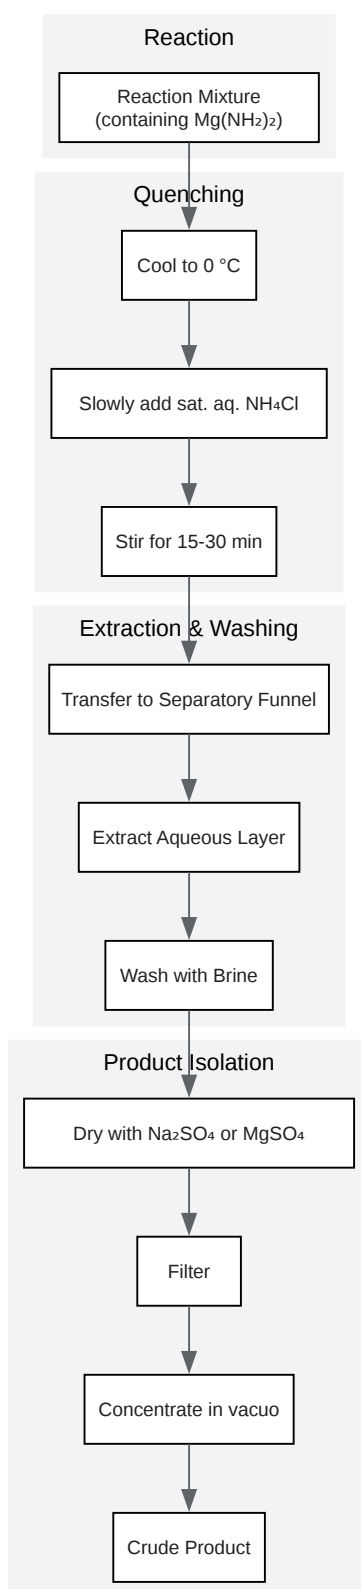 Reaction
Reaction Mixture
(containing Mg(NH₂)₂)
Quenching
Cool to 0 °C
Slowly add sat. aq. NH₄Cl
Stir for 15-30 min
Extraction & Washing
Transfer to Separatory Funnel
Extract Aqueous Layer
Wash with Brine
Product Isolation
Dry with Na₂SO₄ or MgSO₄
Filter
Concentrate in vacuo
Crude Product